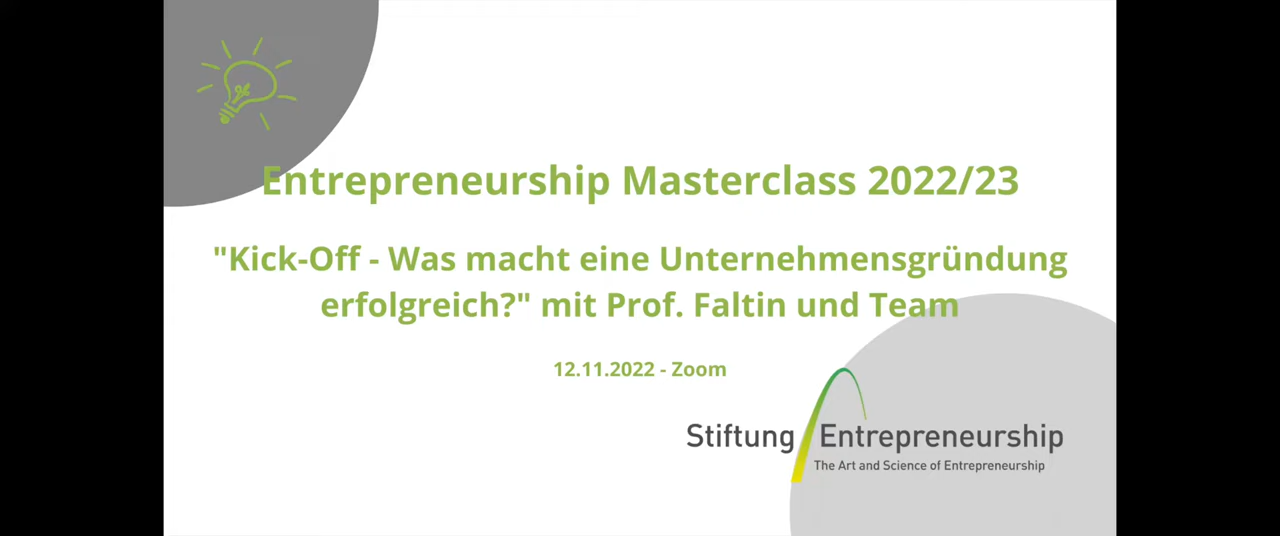 Entrepreneurship Masterclass 2022/23
"Kick-Off - Was macht eine Unternehmensgründung
erfolgreich?" mit Prof. Faltin und Team
12.11.2022 - Zoom
Stiftung Entrepreneurship
The Art and Science of Entrepreneurship